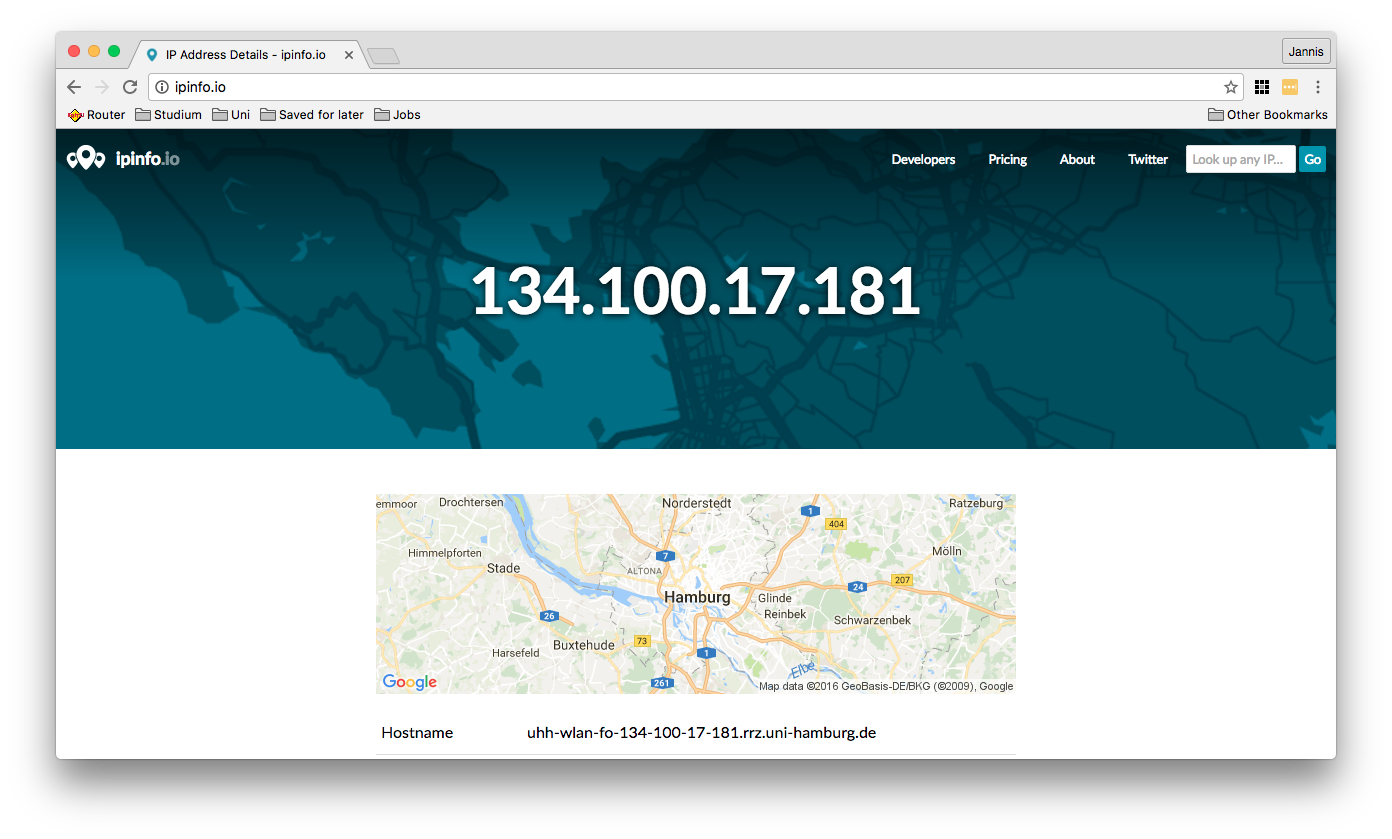 IP Address Details - ipinfo.io
Jannis
ipinfo.io
Router Studium Uni Saved for later Jobs Other Bookmarks
ipinfo.io Developers Pricing About Twitter Look up any IP... Go
134.100.17.181
emmoor Drochtersen Norderstedt Ratzeburg
1
404
Himmelpforten 7 Mölln
Stade ALTONA 207
24
Hamburg Glinde
26 Reinbek Schwarzenbek
Buxtehude 73
Harsefeld 1
Elbe
Google 261 Map data ©2016 GeoBasis-DE/BKG (©2009), Google
Hostname uhh-wlan-fo-134-100-17-181.rrz.uni-hamburg.de